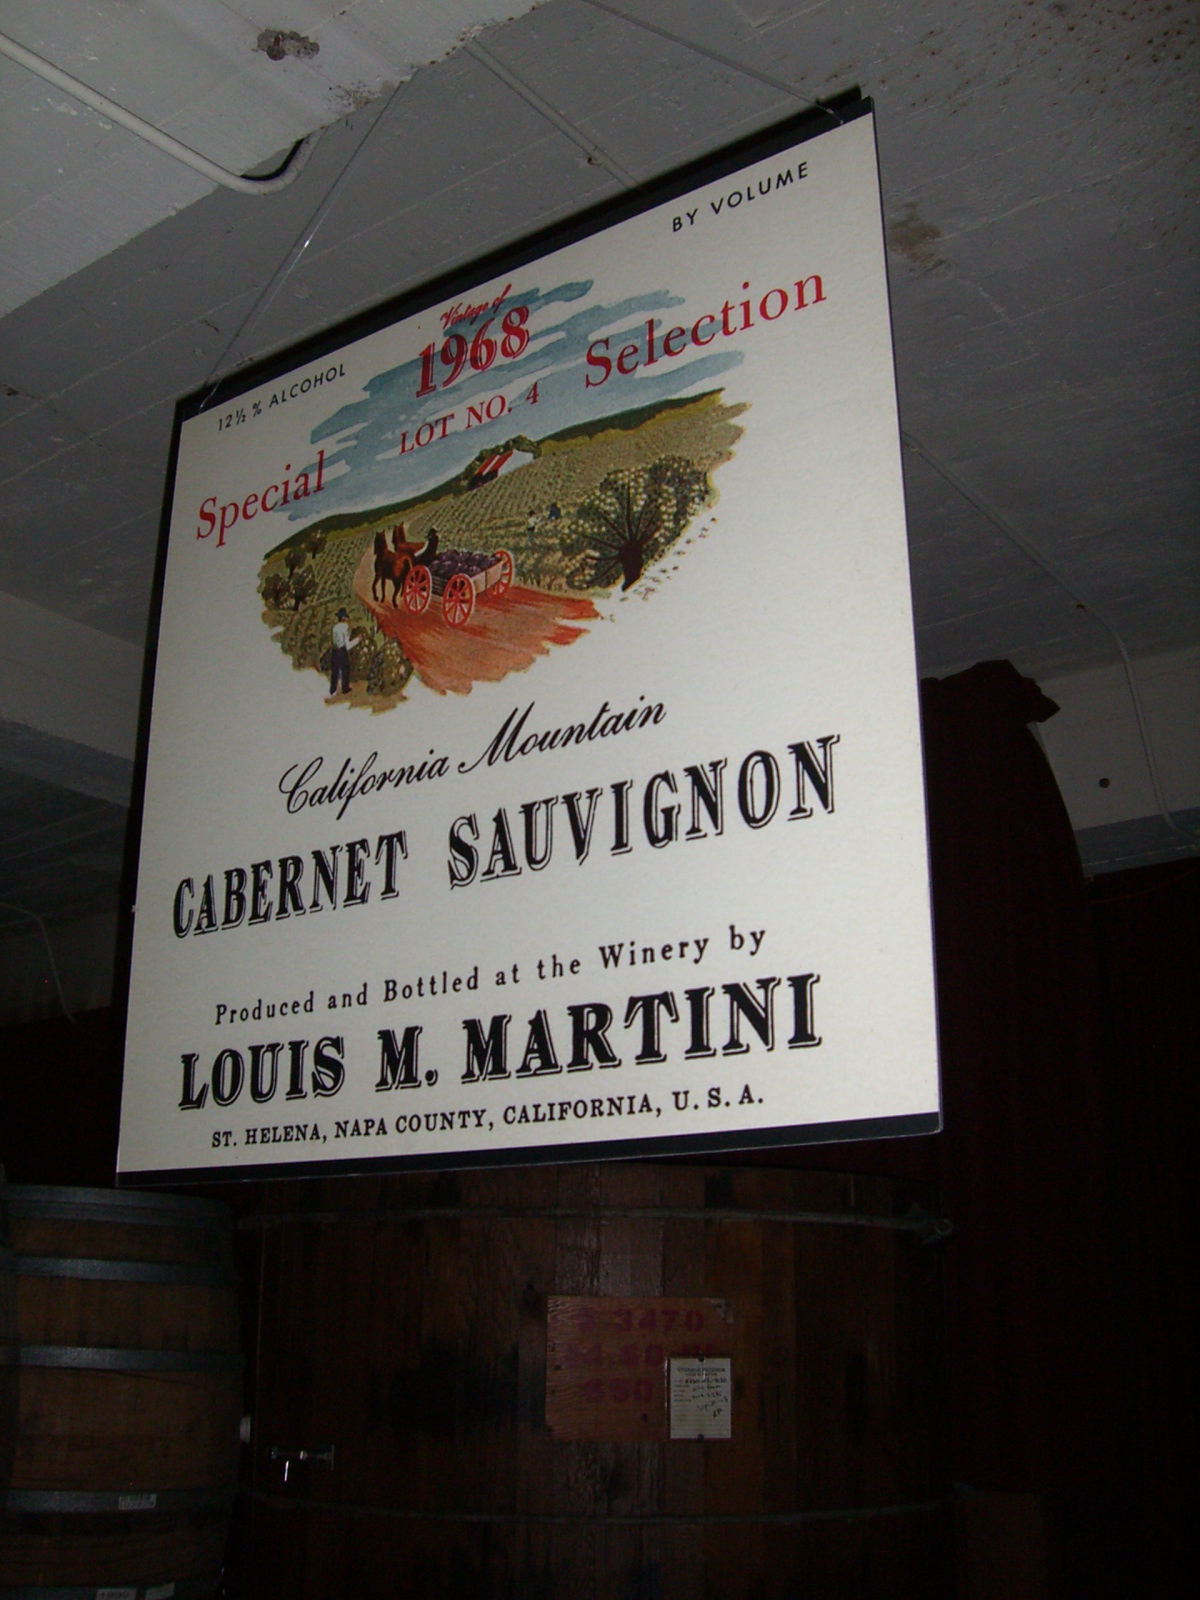 12½ % ALCOHOL BY VOLUME
Vintage of
1968
LOT NO. 4
Special Selection
California Mountain
CABERNET SAUVIGNON
Produced and Bottled at the Winery by
LOUIS M. MARTINI
ST. HELENA, NAPA COUNTY, CALIFORNIA, U. S. A.
3470